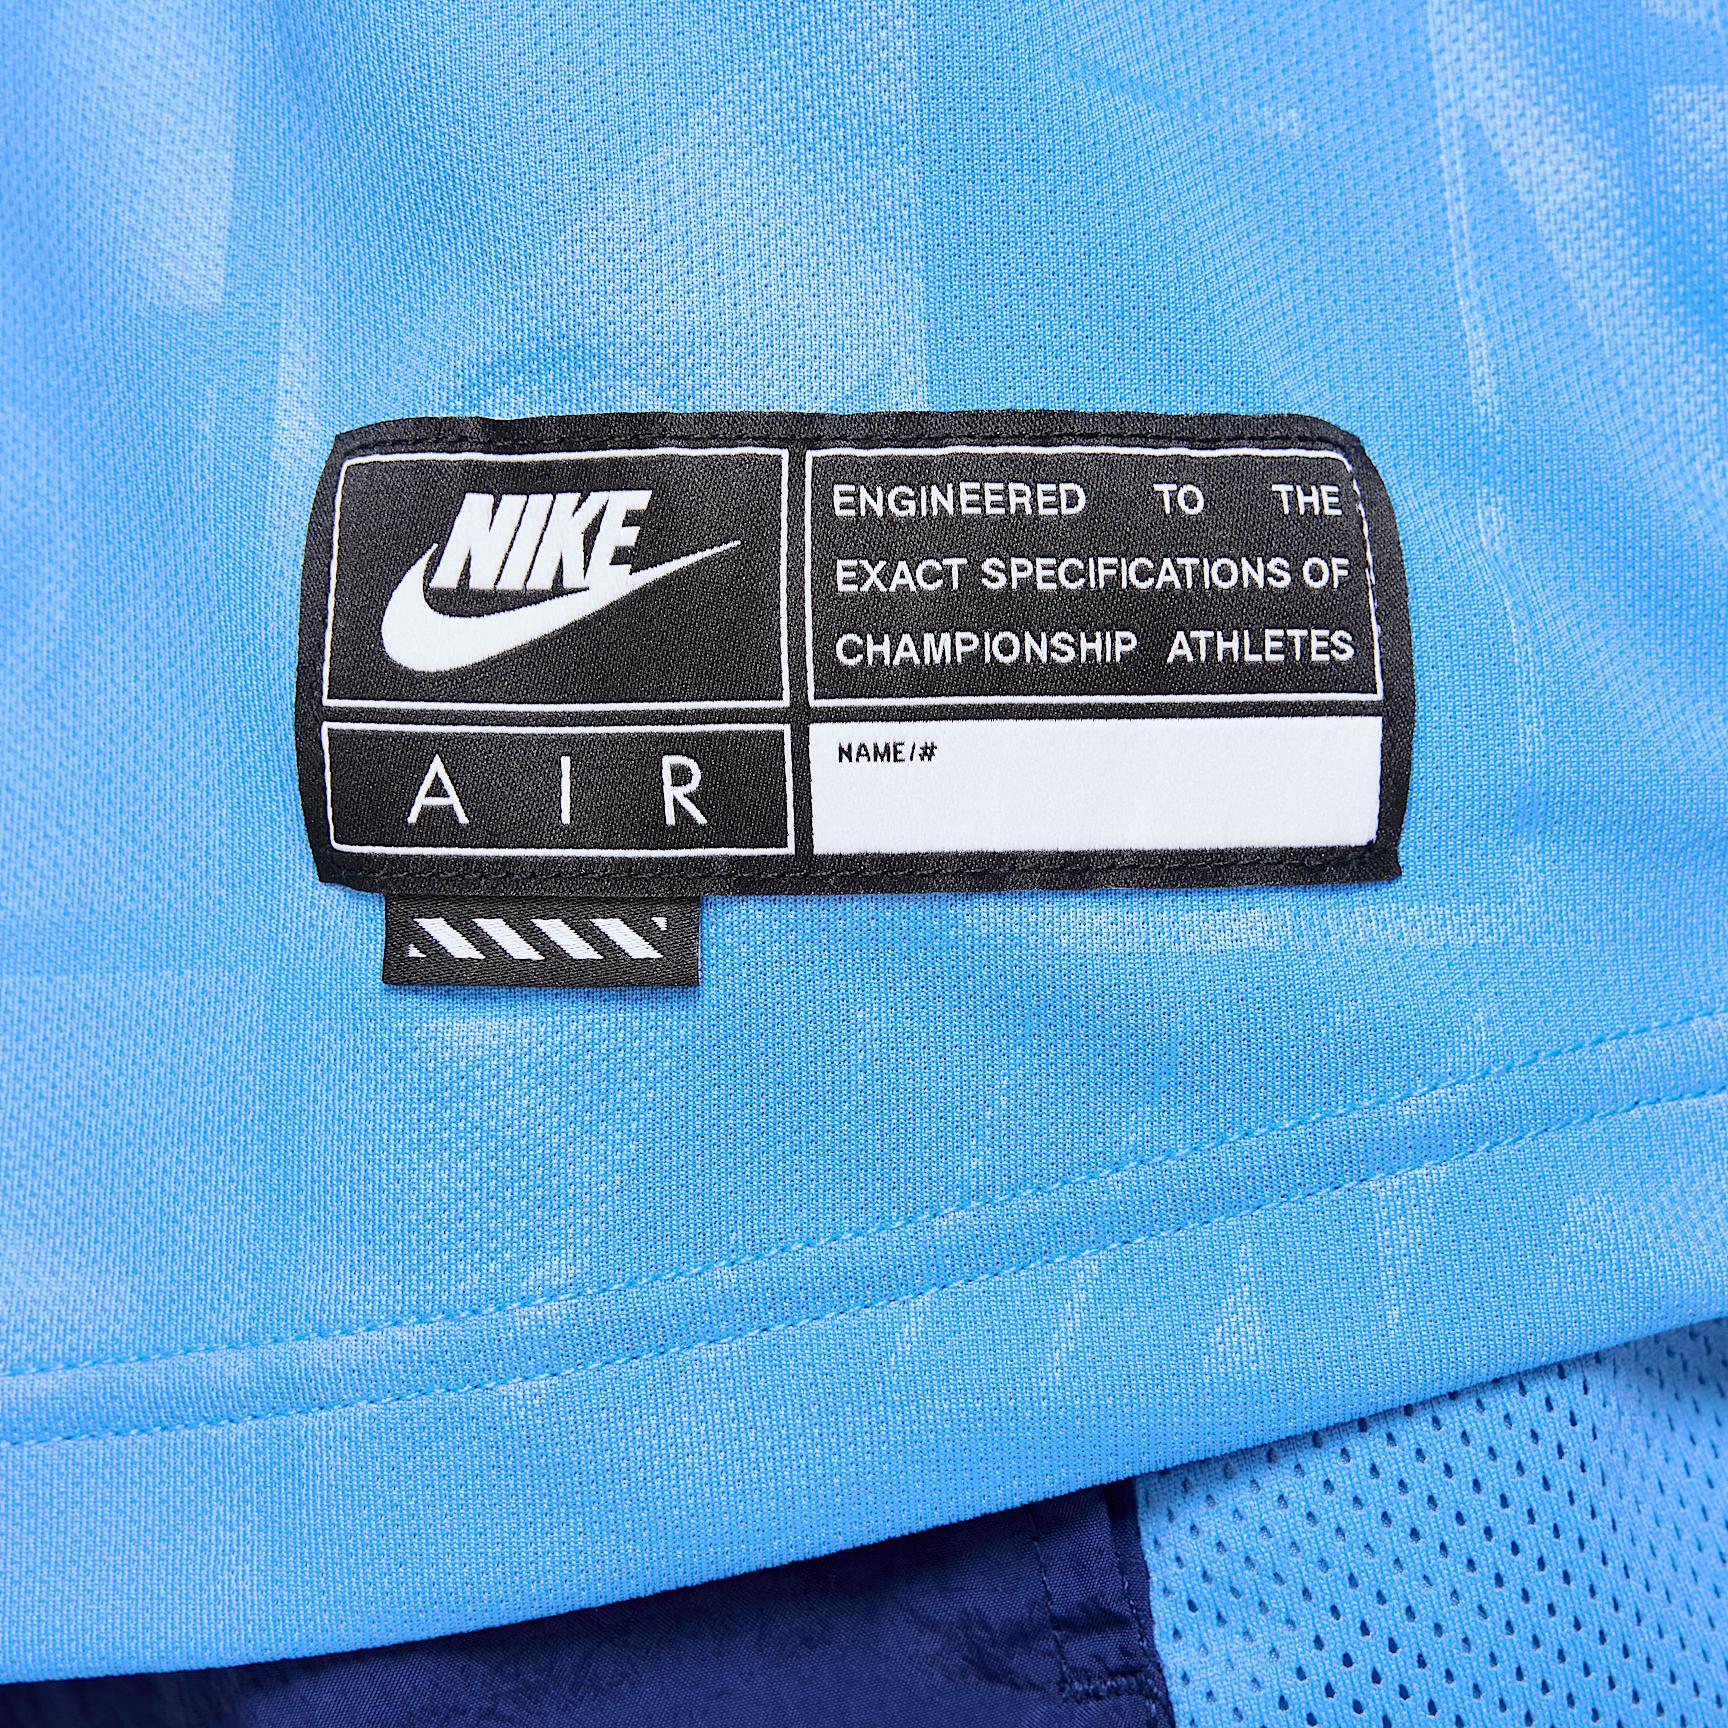 NIKE
ENGINEERED TO THE
EXACT SPECIFICATIONS OF
CHAMPIONSHIP ATHLETES
AIR
NAME/#